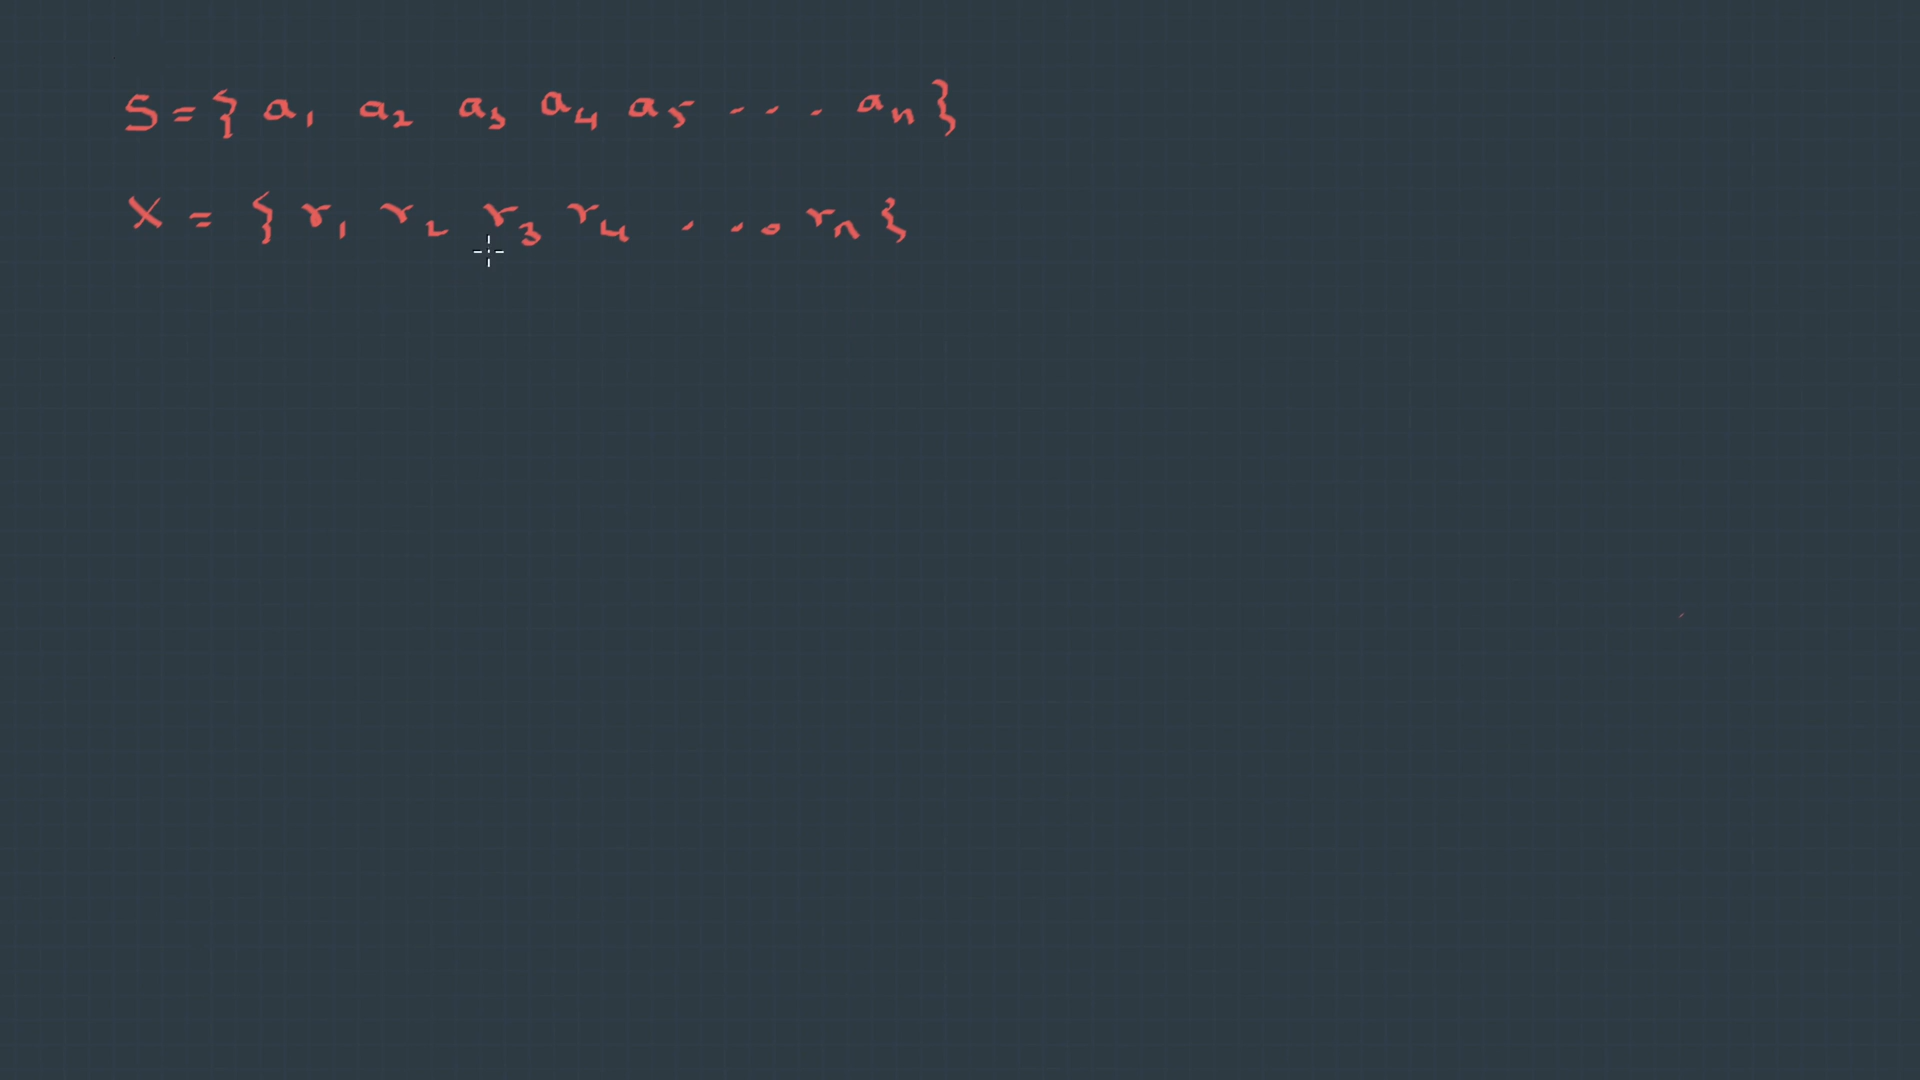 S = { a₁ a₂ a₃ a₄ a₅ . . . aₙ }
X = { r₁ r₂ r₃ r₄ . . . rₙ }